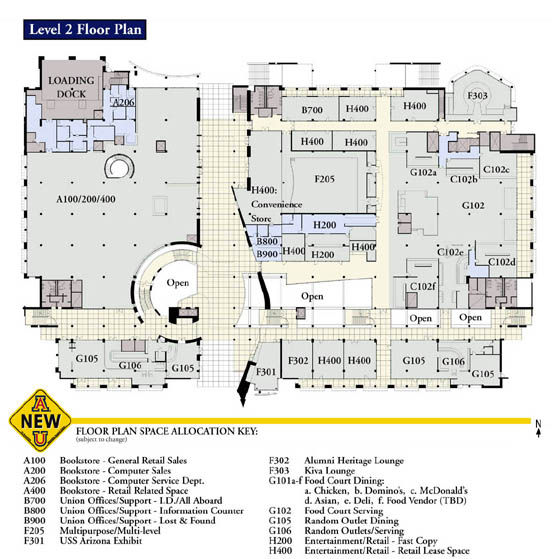 Level 2 Floor Plan
LOADING
DOCK
A206
A100/200/400
Open
B700
H400
H400
F303
H400
H400
H400
F205
H400:
Convenience
Store
H200
B800
B900
H400
H200
H400
G102a
C102b
C102c
G102
C102e
C102d
C102f
Open
Open
Open
G105
G106
G105
F301
F302
H400
H400
G105
G106
G105
A
NEW
U
FLOOR PLAN SPACE ALLOCATION KEY:
(subject to change)
N
A100 Bookstore - General Retail Sales
A200 Bookstore - Computer Sales
A206 Bookstore - Computer Service Dept.
A400 Bookstore - Retail Related Space
B700 Union Offices/Support - I.D./All Aboard
B800 Union Offices/Support - Information Counter
B900 Union Offices/Support - Lost & Found
F205 Multipurpose/Multi-level
F301 USS Arizona Exhibit
F302 Alumni Heritage Lounge
F303 Kiva Lounge
G101a-f Food Court Dining:
a. Chicken, b. Domino's, c. McDonald's
d. Asian, e. Deli, f. Food Vendor (TBD)
G102 Food Court Serving
G105 Random Outlet Dining
G106 Random Outlets/Serving
H200 Entertainment/Retail - Fast Copy
H400 Entertainment/Retail - Retail Lease Space